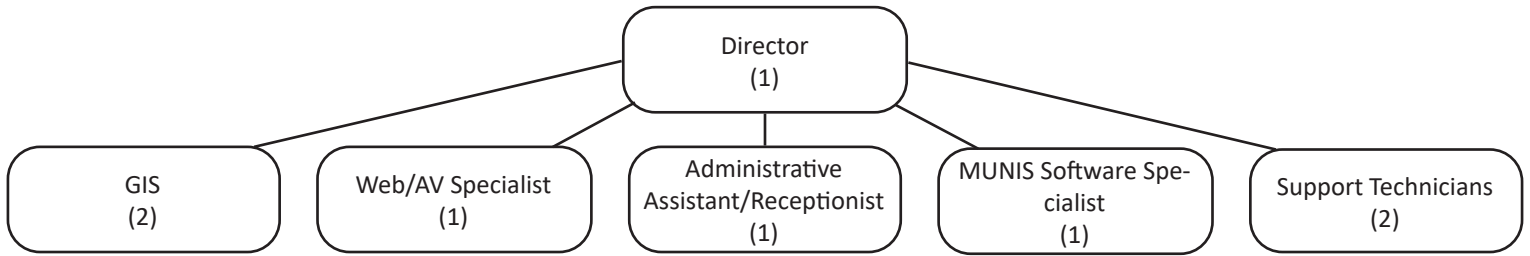 Director
(1)
GIS
(2)
Web/AV Specialist
(1)
Administrative
Assistant/Receptionist
(1)
MUNIS Software Spe-
cialist
(1)
Support Technicians
(2)